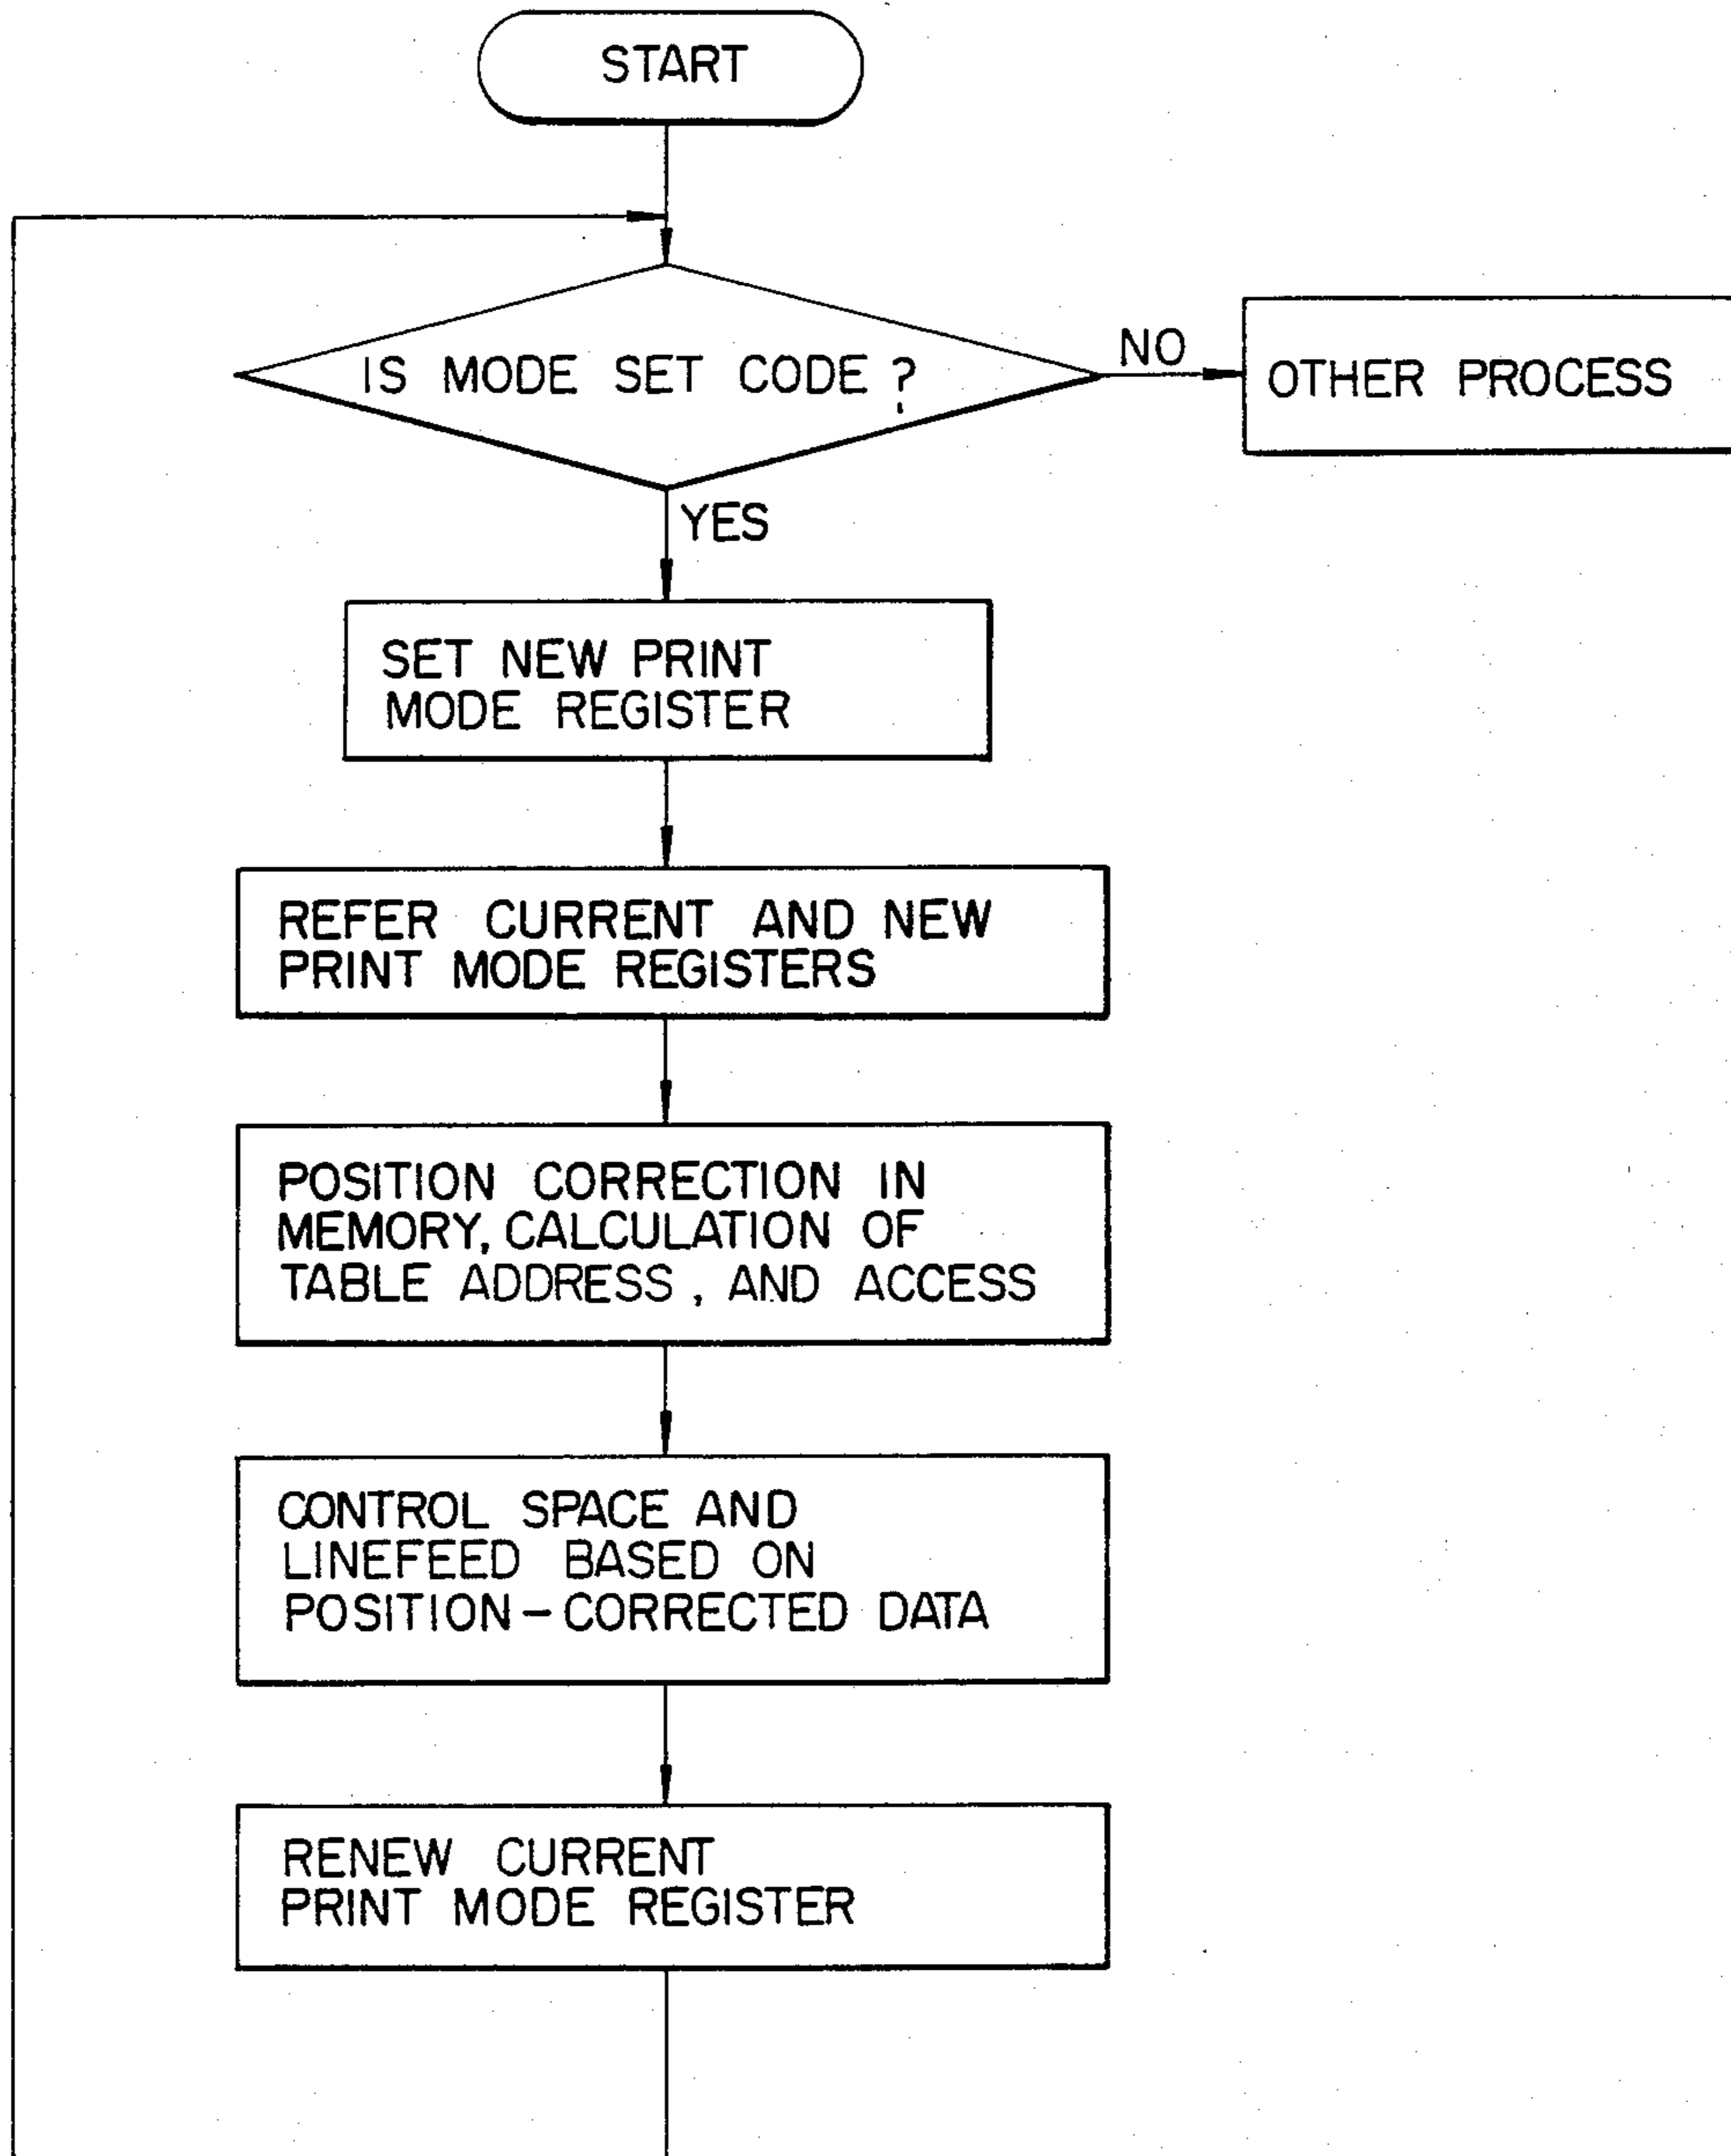 START
IS MODE SET CODE ?
NO
OTHER PROCESS
YES
SET NEW PRINT
MODE REGISTER
REFER CURRENT AND NEW
PRINT MODE REGISTERS
POSITION CORRECTION IN
MEMORY, CALCULATION OF
TABLE ADDRESS , AND ACCESS
CONTROL SPACE AND
LINEFEED BASED ON
POSITION – CORRECTED DATA
RENEW CURRENT
PRINT MODE REGISTER